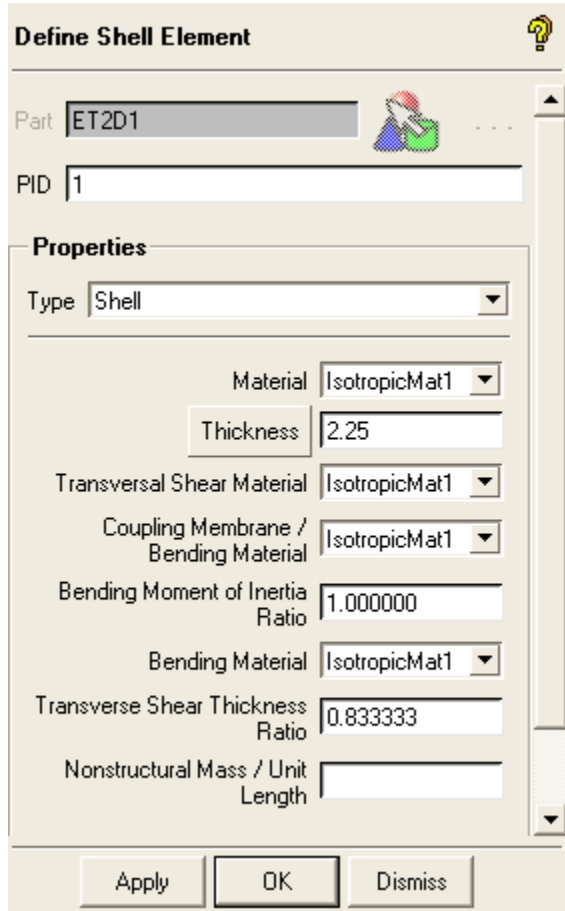 Define Shell Element
Part ET2D1 ...
PID 1
Properties
Type Shell
Material IsotropicMat1
Thickness 2.25
Transversal Shear Material IsotropicMat1
Coupling Membrane /
Bending Material IsotropicMat1
Bending Moment of Inertia
Ratio 1.000000
Bending Material IsotropicMat1
Transverse Shear Thickness
Ratio 0.833333
Nonstructural Mass / Unit
Length
Apply OK Dismiss